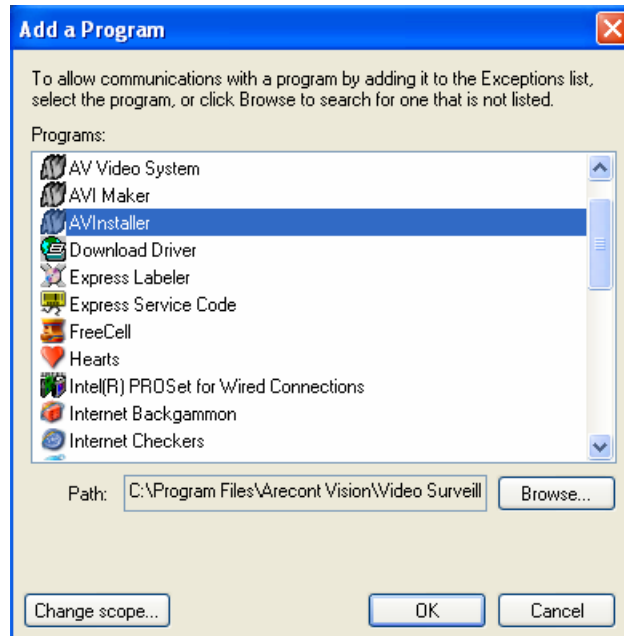 Add a Program
To allow communications with a program by adding it to the Exceptions list,
select the program, or click Browse to search for one that is not listed.
Programs:
AV Video System
AVI Maker
AVInstaller
Download Driver
Express Labeler
Express Service Code
FreeCell
Hearts
Intel(R) PROSet for Wired Connections
Internet Backgammon
Internet Checkers
Path: C:\Program Files\Arecont Vision\Video Surveill Browse...
Change scope... OK Cancel